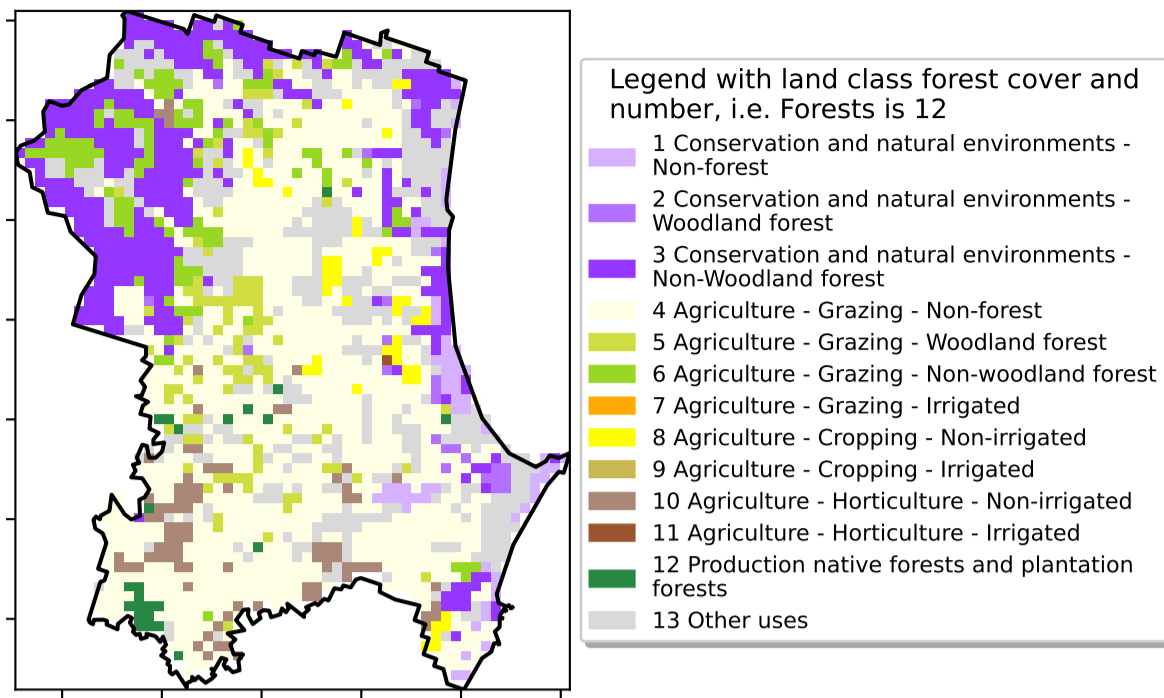 Legend with land class forest cover and
number, i.e. Forests is 12
1 Conservation and natural environments -
Non-forest
2 Conservation and natural environments -
Woodland forest
3 Conservation and natural environments -
Non-Woodland forest
4 Agriculture - Grazing - Non-forest
5 Agriculture - Grazing - Woodland forest
6 Agriculture - Grazing - Non-woodland forest
7 Agriculture - Grazing - Irrigated
8 Agriculture - Cropping - Non-irrigated
9 Agriculture - Cropping - Irrigated
10 Agriculture - Horticulture - Non-irrigated
11 Agriculture - Horticulture - Irrigated
12 Production native forests and plantation
forests
13 Other uses